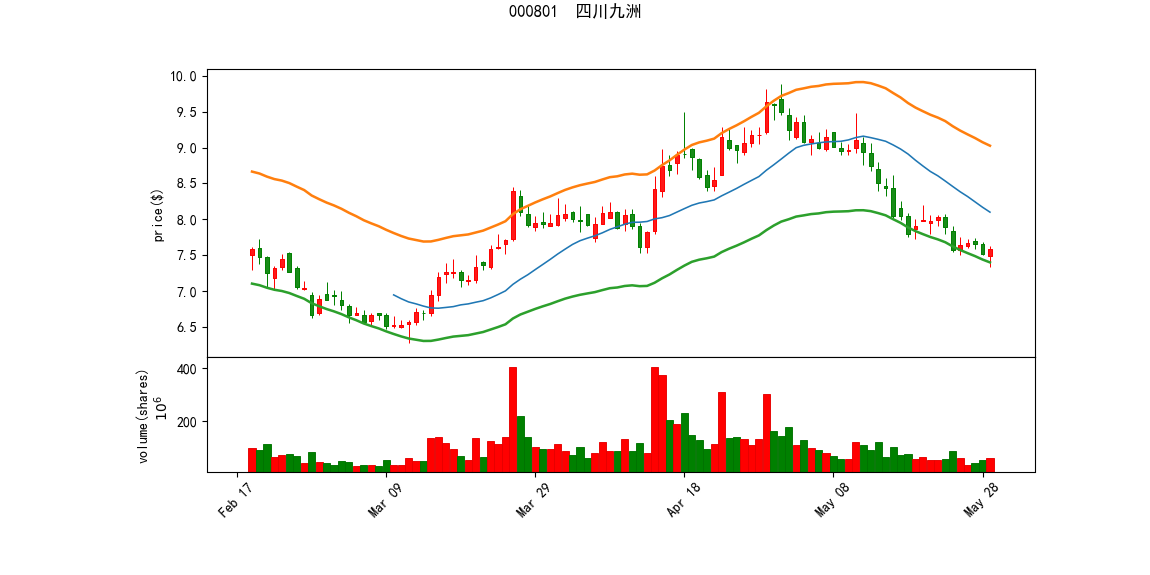 000801 四川九洲
10.0
9.5
9.0
8.5
8.0
7.5
7.0
6.5
price($)
400
200
volume(shares)
10^6
Feb 17
Mar 09
Mar 29
Apr 18
May 08
May 28